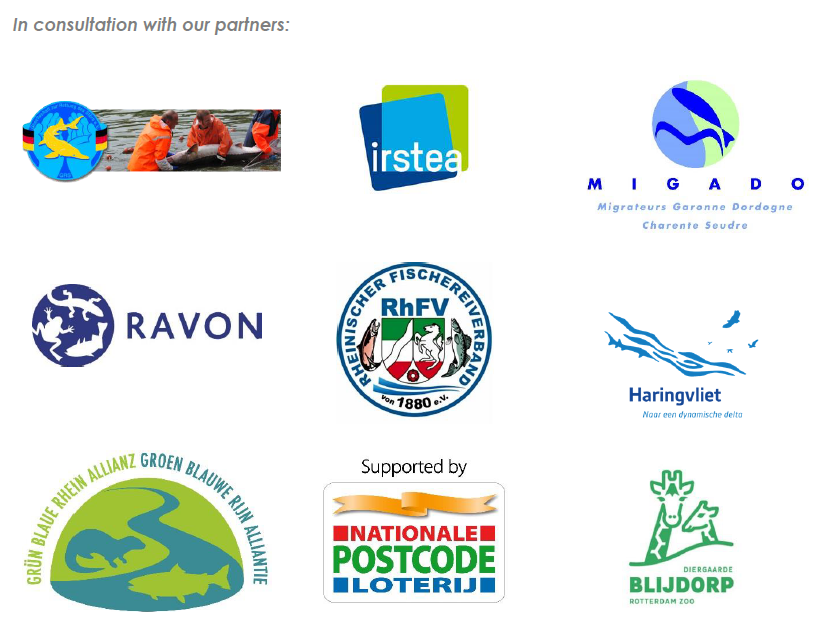 In consultation with our partners:
irstea
MIGADO
Migrateurs Garonne Dordogne
Charente Seudre
RAVON
RHEINISCHER FISCHEREIVERBAND
RhFV
von 1880 e.V.
Haringvliet
Naar een dynamische delta
GRÜN BLAUE RHEIN ALLIANZ GROEN BLAUWE RIJN ALLIANTIE
Supported by
NATIONALE
POSTCODE
LOTERIJ
DIERGAARDE
BLIJDORP
ROTTERDAM ZOO